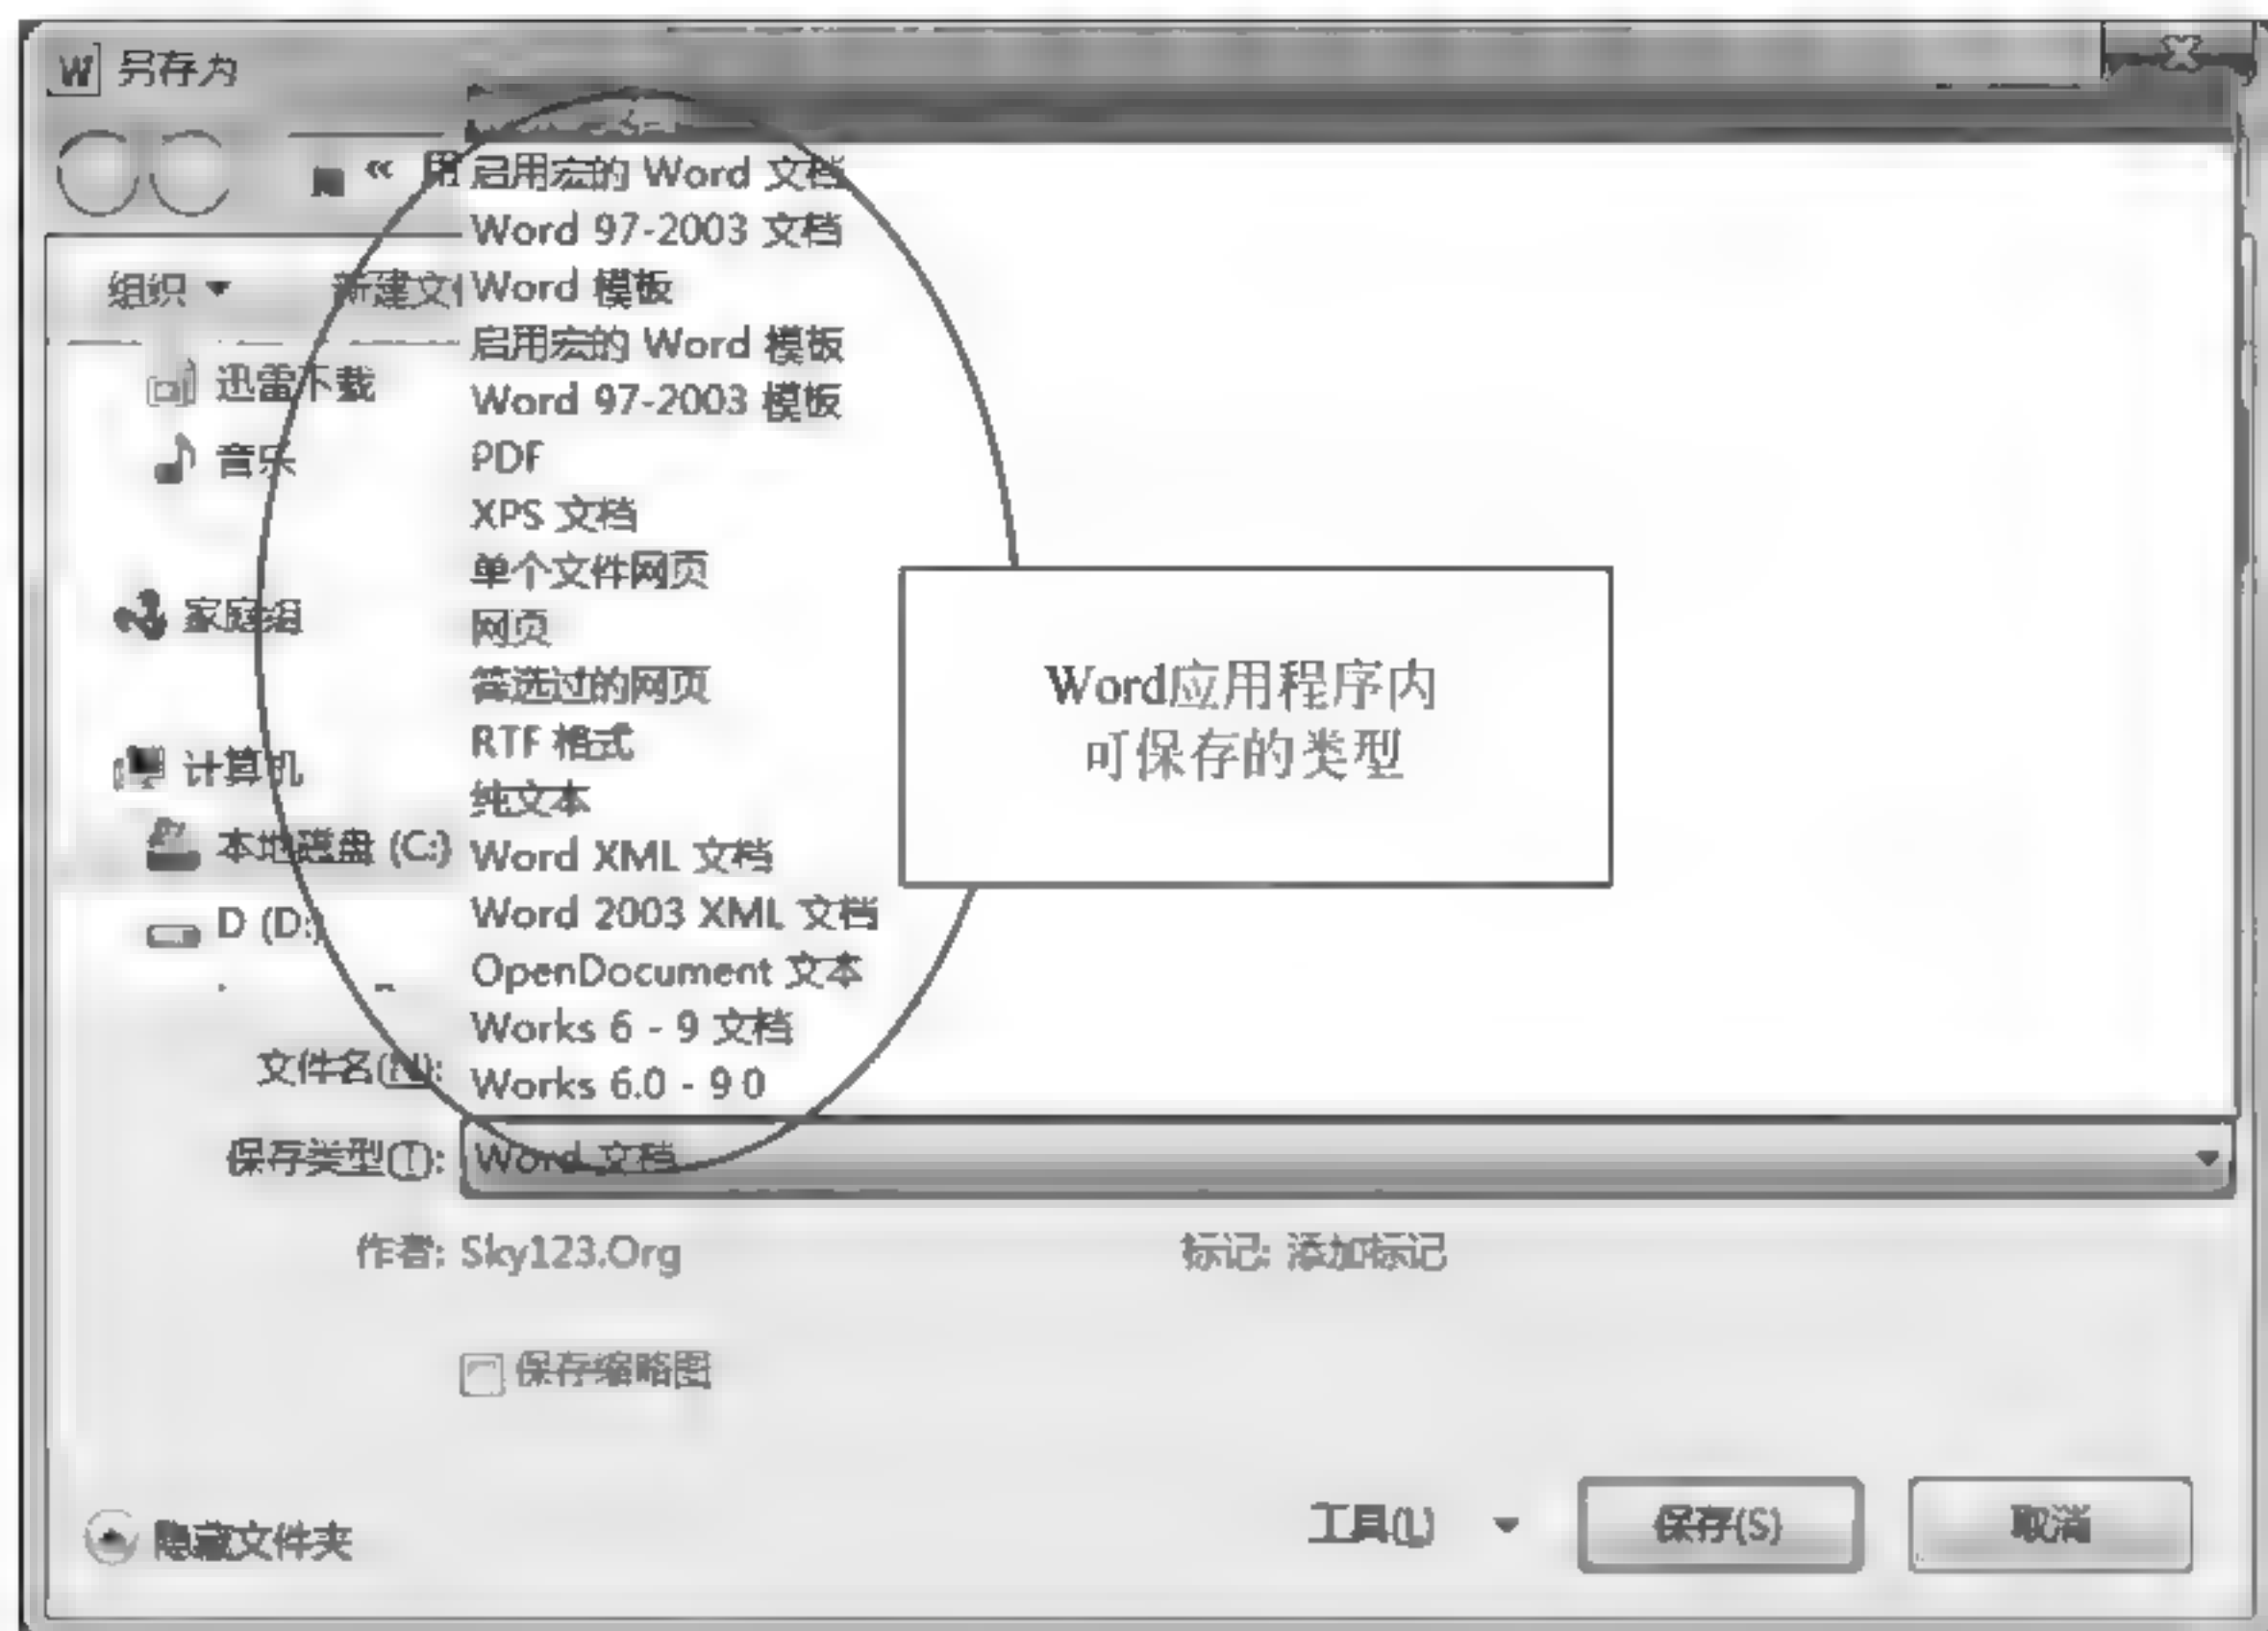 另存为
« 用
组织 新建文件
迅雷下载
音乐
家庭组
计算机
本地磁盘 (C:)
D (D:)
启用宏的 Word 文档
Word 97-2003 文档
Word 模板
启用宏的 Word 模板
Word 97-2003 模板
PDF
XPS 文档
单个文件网页
网页
筛选过的网页
RTF 格式
纯文本
Word XML 文档
Word 2003 XML 文档
OpenDocument 文本
Works 6 - 9 文档
Works 6.0 - 9 0
Word应用程序内
可保存的类型
文件名(N):
保存类型(T): Word 文档
作者: Sky123.Org 标记: 添加标记
保存缩略图
隐藏文件夹 工具(L) 保存(S) 取消